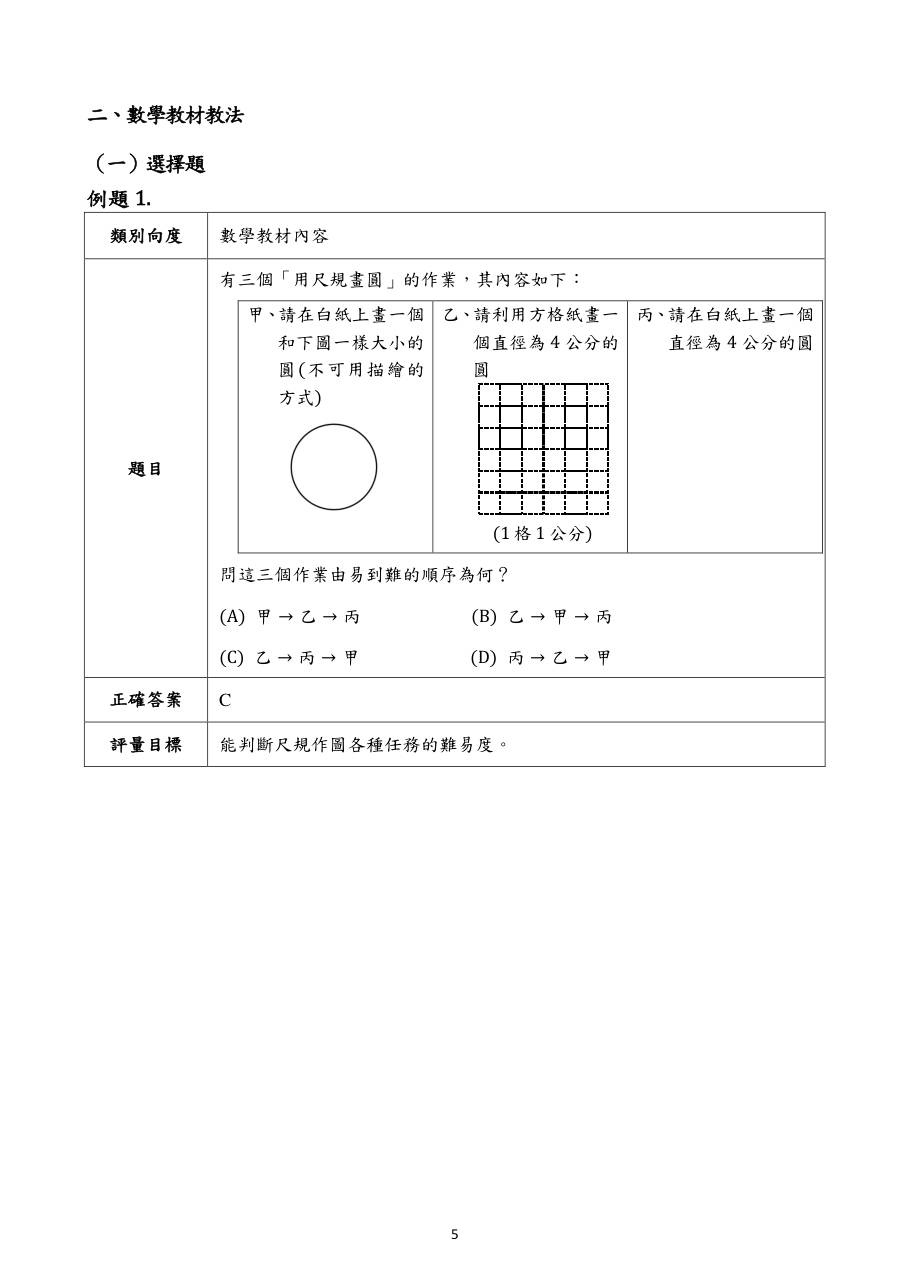 二、數學教材教法
（一）選擇題
例題 1.
類別向度
數學教材內容
題目
有三個「用尺規畫圓」的作業，其內容如下：
甲、請在白紙上畫一個
和下圖一樣大小的
圓(不可用描繪的
方式)
乙、請利用方格紙畫一
個直徑為 4 公分的
圓
(1 格 1 公分)
丙、請在白紙上畫一個
直徑為 4 公分的圓
問這三個作業由易到難的順序為何？
(A) 甲→乙→丙
(B) 乙→甲→丙
(C) 乙→丙→甲
(D) 丙→乙→甲
正確答案
C
評量目標
能判斷尺規作圖各種任務的難易度。
5